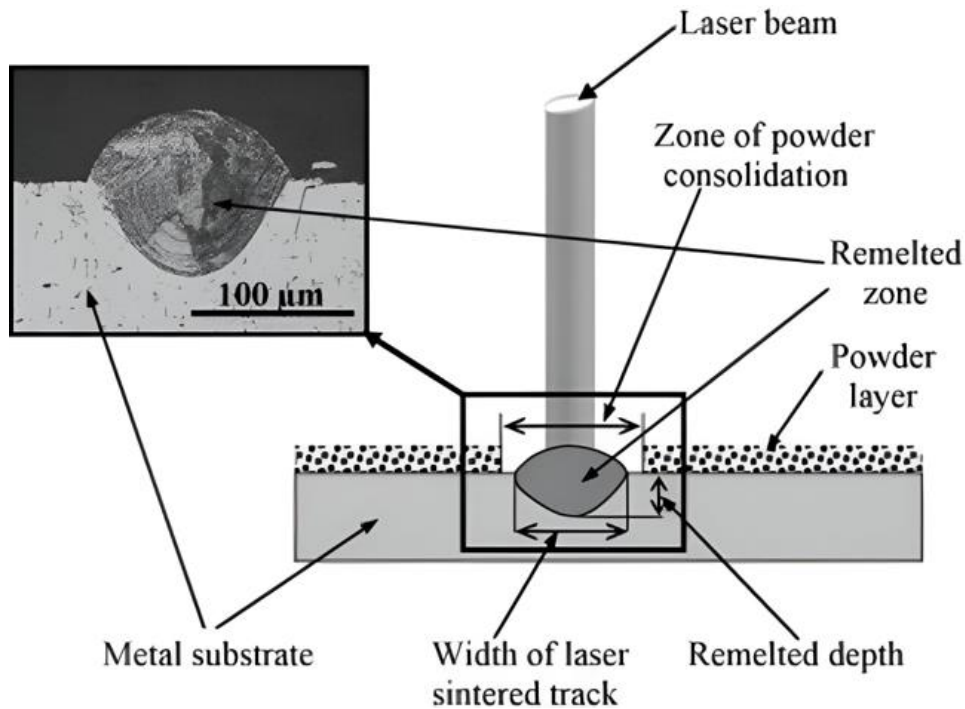 Laser beam
Zone of powder
consolidation
100 μm
Remelted
zone
Powder
layer
Metal substrate
Width of laser
sintered track
Remelted depth